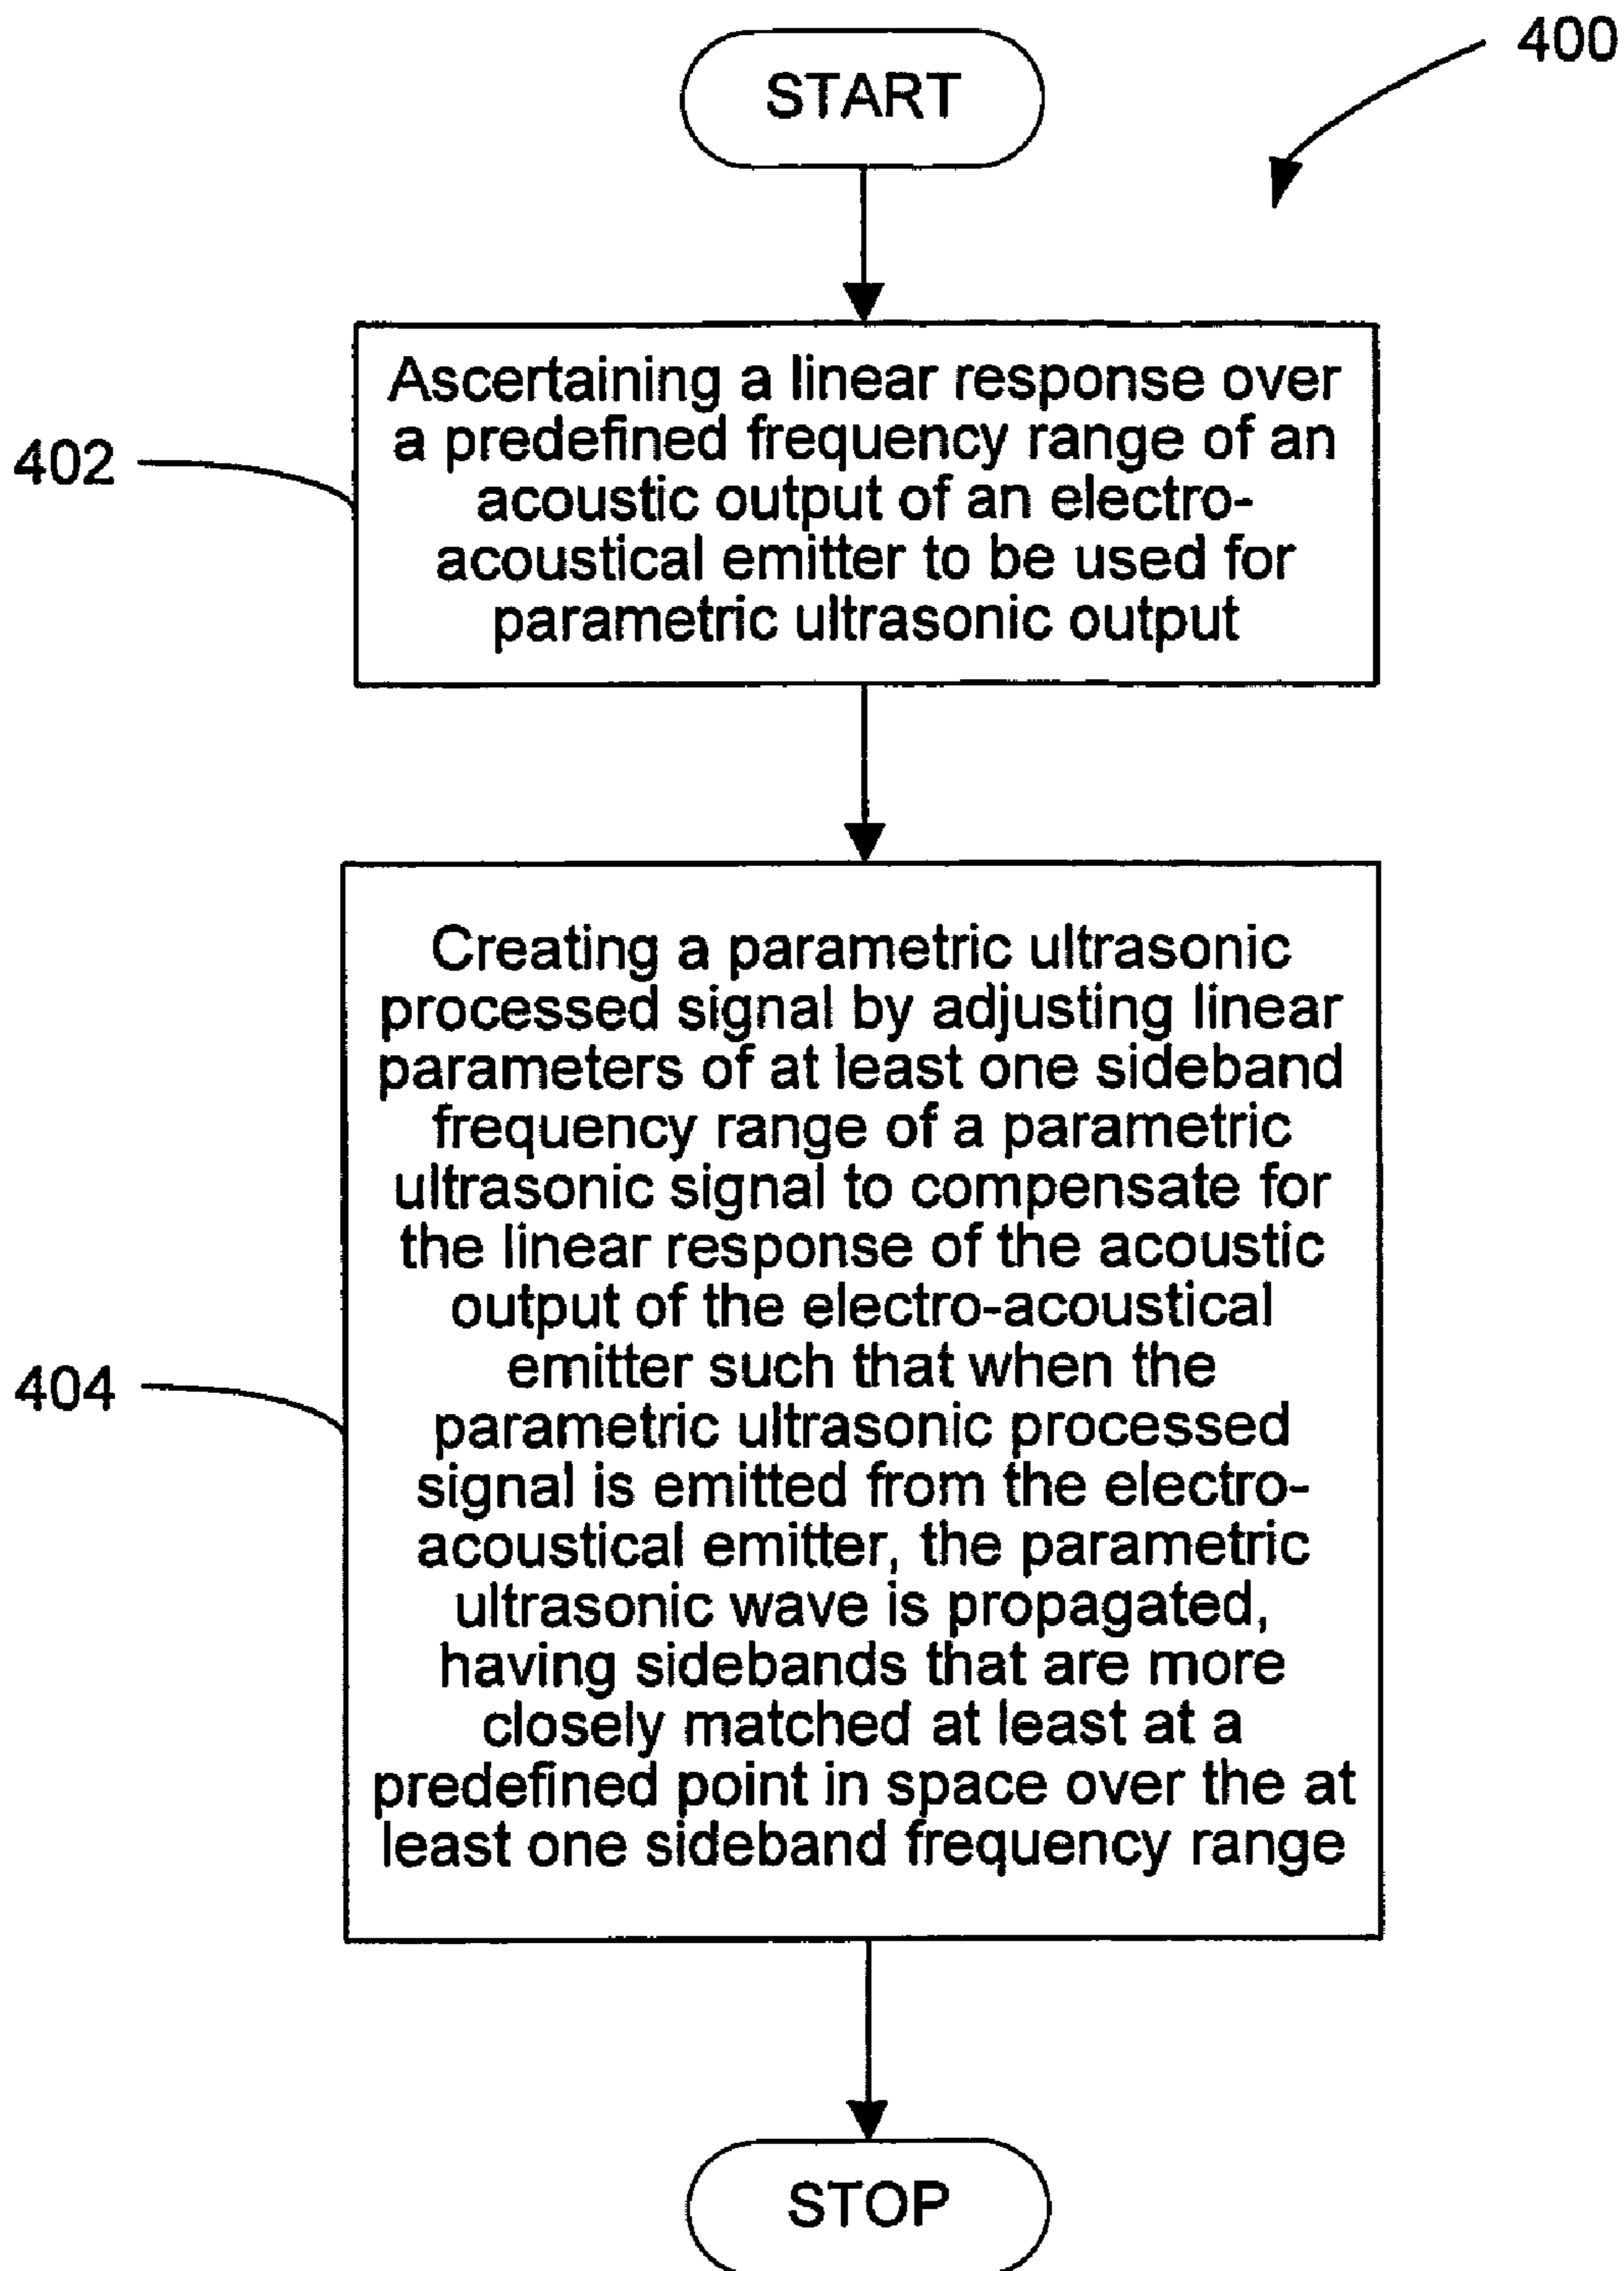 400
START
402
Ascertaining a linear response over
a predefined frequency range of an
acoustic output of an electro-
acoustical emitter to be used for
parametric ultrasonic output
404
Creating a parametric ultrasonic
processed signal by adjusting linear
parameters of at least one sideband
frequency range of a parametric
ultrasonic signal to compensate for
the linear response of the acoustic
output of the electro-acoustical
emitter such that when the
parametric ultrasonic processed
signal is emitted from the electro-
acoustical emitter, the parametric
ultrasonic wave is propagated,
having sidebands that are more
closely matched at least at a
predefined point in space over the at
least one sideband frequency range
STOP